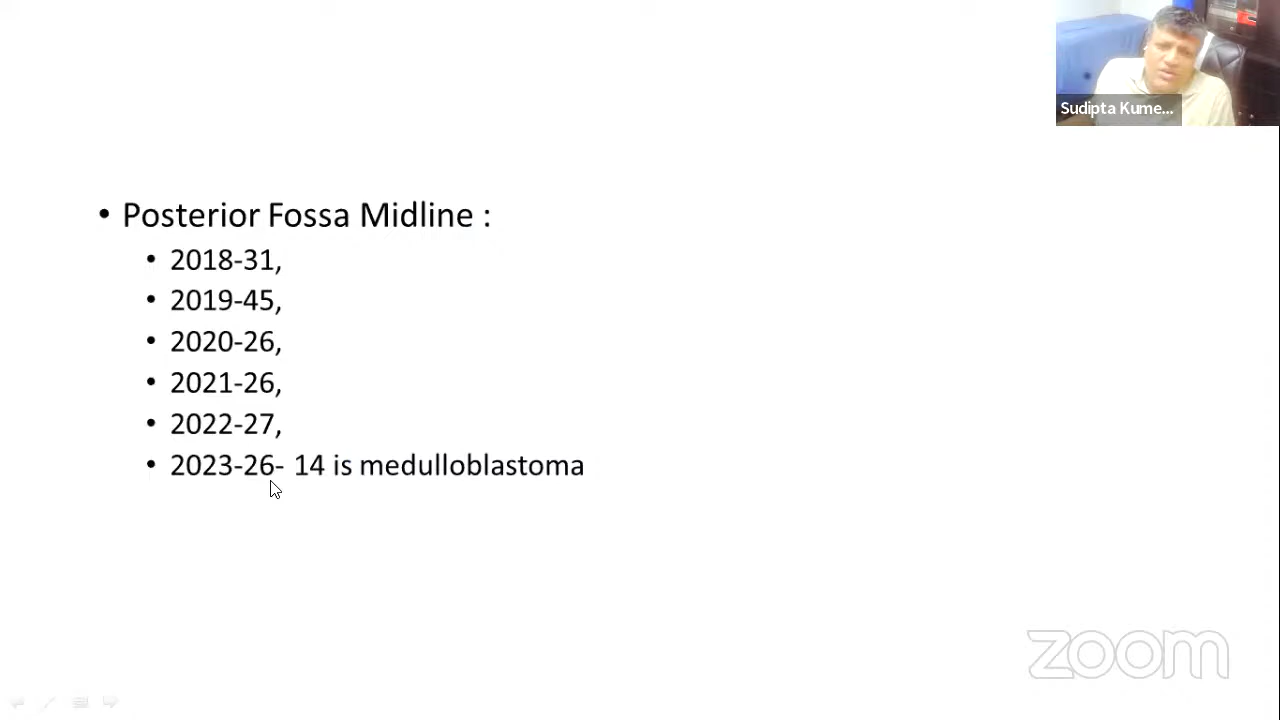 Sudipta Kume...
• Posterior Fossa Midline :
• 2018-31,
• 2019-45,
• 2020-26,
• 2021-26,
• 2022-27,
• 2023-26- 14 is medulloblastoma
zoom